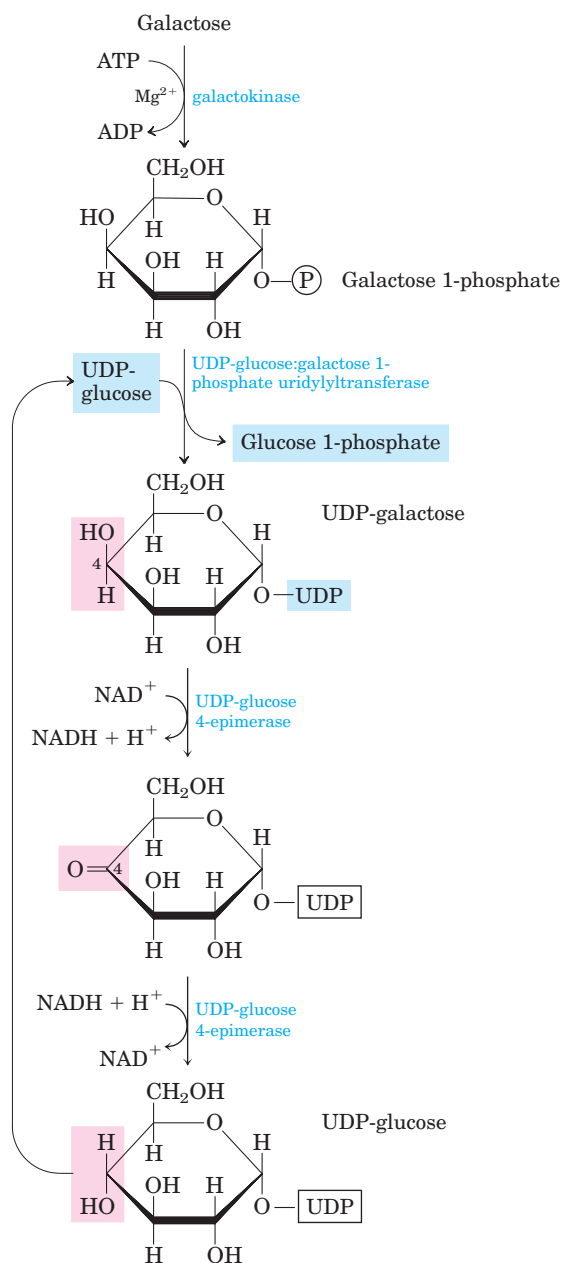 Galactose
ATP
Mg2+ galactokinase
ADP
CH2OH
O
HO H
H
OH H
H O P Galactose 1-phosphate
H OH
UDP-
glucose
UDP-glucose:galactose 1-
phosphate uridylyltransferase
Glucose 1-phosphate
CH2OH
UDP-galactose
O
HO H
H
4
OH H
H O UDP
H OH
NAD+
UDP-glucose
4-epimerase
NADH + H+
CH2OH
O
H
H
O 4
OH H
O UDP
H OH
NADH + H+
UDP-glucose
4-epimerase
NAD+
CH2OH
UDP-glucose
O
H H
H
OH H
HO O UDP
H OH